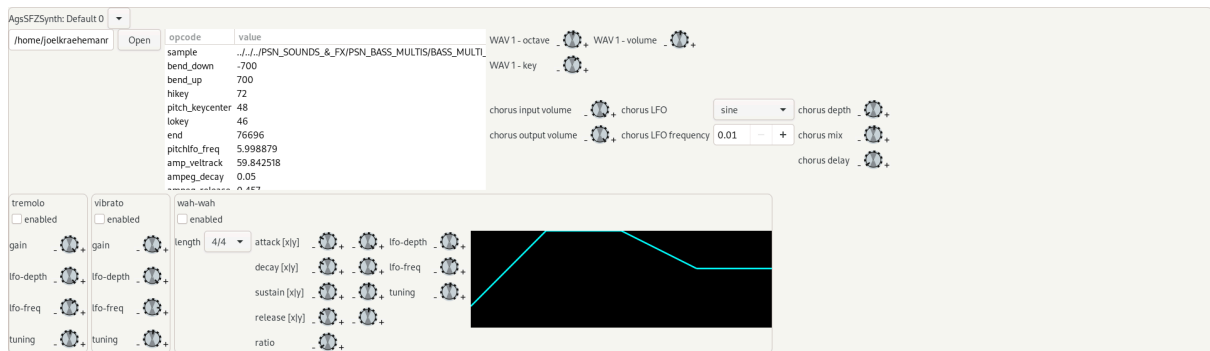 AgsSFZSynth: Default 0
/home/joelkraehemanr Open
opcode value
sample ../../../PSN_SOUNDS_&_FX/PSN_BASS_MULTIS/BASS_MULTI_
bend_down -700
bend_up 700
hikey 72
pitch_keycenter 48
lokey 46
end 76696
pitchlfo_freq 5.998879
amp_veltrack 59.842518
ampeg_decay 0.05
ampeg_release 0.457
WAV 1 - octave - + WAV 1 - volume - +
WAV 1 - key - +
chorus input volume - + chorus LFO sine chorus depth - +
chorus output volume - + chorus LFO frequency 0.01 - + chorus mix - +
chorus delay - +
tremolo
enabled
gain - +
lfo-depth - +
lfo-freq - +
tuning - +
vibrato
enabled
gain - +
lfo-depth - +
lfo-freq - +
tuning - +
wah-wah
enabled
length 4/4 attack [x|y] - + - + lfo-depth - +
decay [x|y] - + - + lfo-freq - +
sustain [x|y] - + - + tuning - +
release [x|y] - + - +
ratio - +